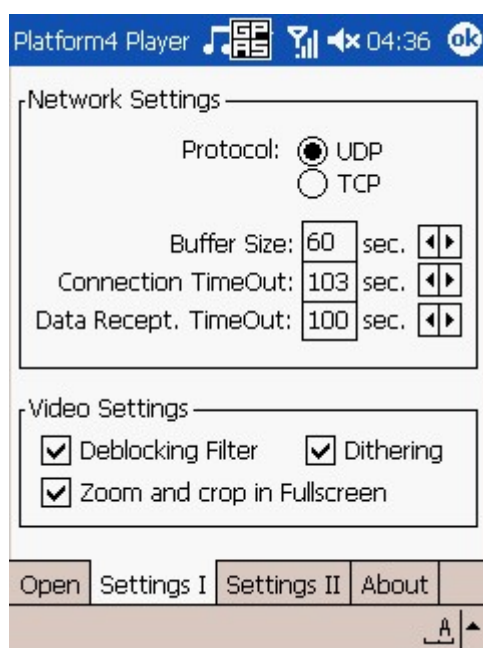 Platform4 Player GP AS 04:36 ok
Network Settings
Protocol: UDP
TCP
Buffer Size: 60 sec.
Connection TimeOut: 103 sec.
Data Recept. TimeOut: 100 sec.
Video Settings
Deblocking Filter Dithering
Zoom and crop in Fullscreen
Open Settings I Settings II About
A